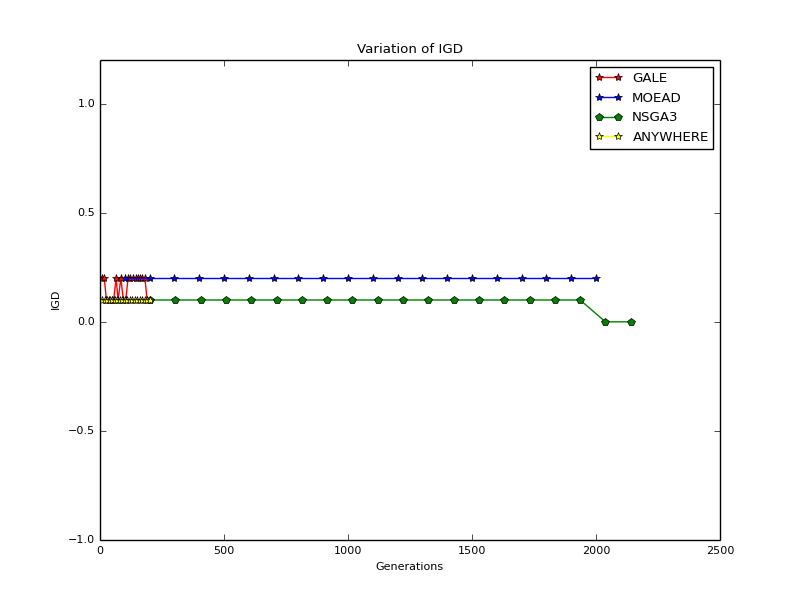 Variation of IGD
GALE
MOEAD
NSGA3
ANYWHERE
1.0
0.5
0.0
−0.5
−1.0
IGD
0 500 1000 1500 2000 2500
Generations